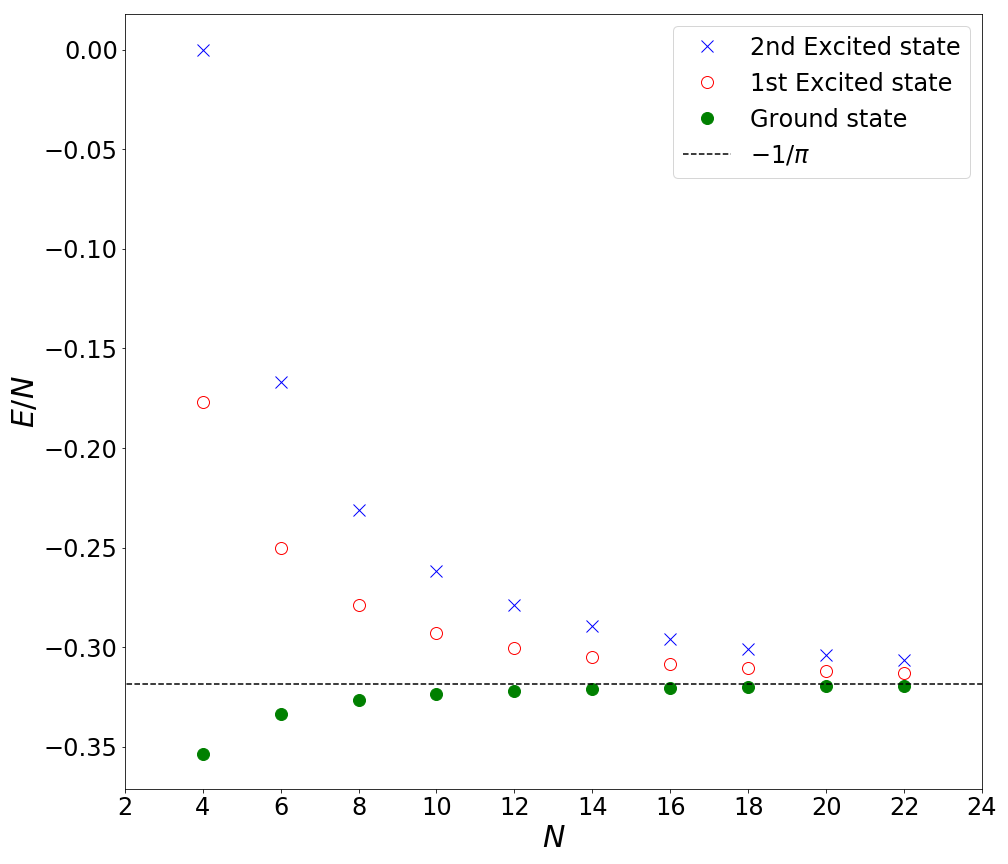 0.00
−0.05
−0.10
−0.15
−0.20
−0.25
−0.30
−0.35
E/N
2nd Excited state
1st Excited state
Ground state
−1/π
2 4 6 8 10 12 14 16 18 20 22 24
N